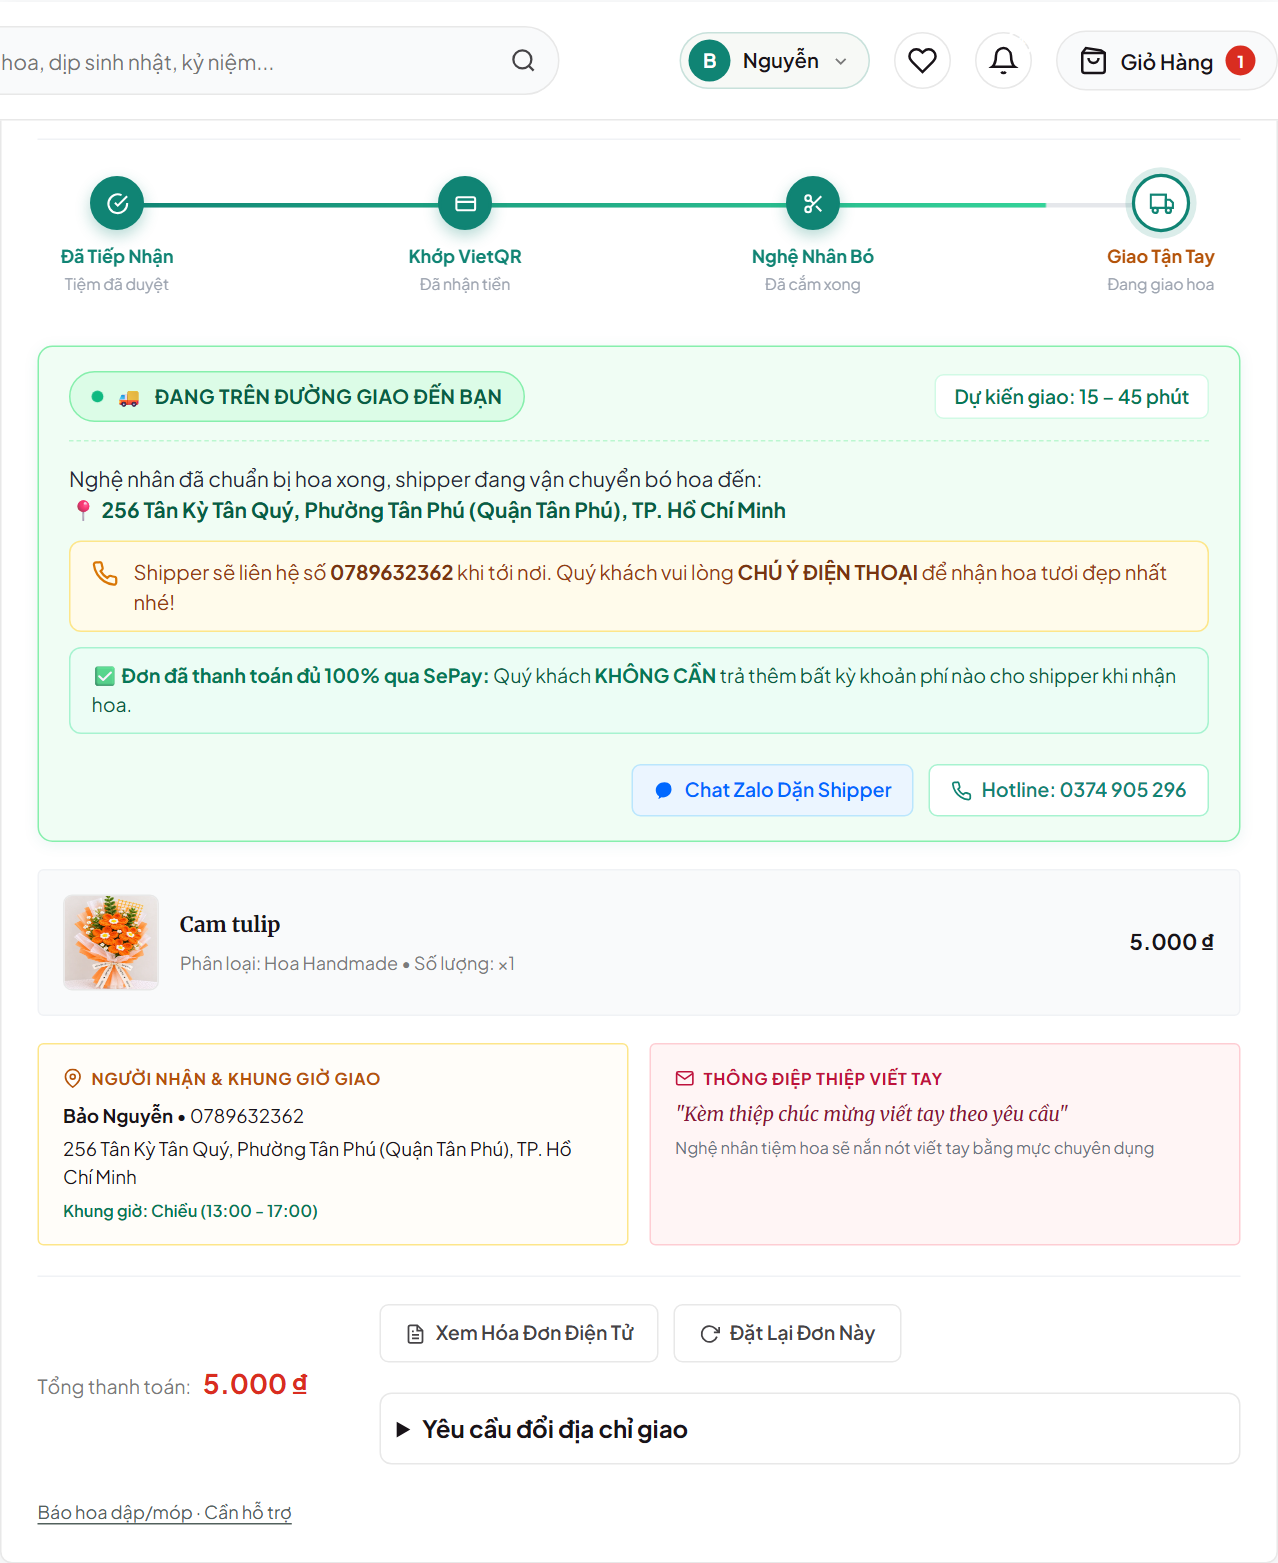 hoa, dịp sinh nhật, kỷ niệm...
B Nguyễn
Giỏ Hàng 1
Đã Tiếp Nhận
Tiệm đã duyệt
Khớp VietQR
Đã nhận tiền
Nghệ Nhân Bó
Đã cắm xong
Giao Tận Tay
Đang giao hoa
🚚 ĐANG TRÊN ĐƯỜNG GIAO ĐẾN BẠN
Dự kiến giao: 15 – 45 phút
Nghệ nhân đã chuẩn bị hoa xong, shipper đang vận chuyển bó hoa đến:
📍 256 Tân Kỳ Tân Quý, Phường Tân Phú (Quận Tân Phú), TP. Hồ Chí Minh
Shipper sẽ liên hệ số 0789632362 khi tới nơi. Quý khách vui lòng CHÚ Ý ĐIỆN THOẠI để nhận hoa tươi đẹp nhất
nhé!
✅ Đơn đã thanh toán đủ 100% qua SePay: Quý khách KHÔNG CẦN trả thêm bất kỳ khoản phí nào cho shipper khi nhận
hoa.
Chat Zalo Dặn Shipper
Hotline: 0374 905 296
Cam tulip
Phân loại: Hoa Handmade • Số lượng: ×1
5.000 ₫
NGƯỜI NHẬN & KHUNG GIỜ GIAO
Bảo Nguyễn • 0789632362
256 Tân Kỳ Tân Quý, Phường Tân Phú (Quận Tân Phú), TP. Hồ
Chí Minh
Khung giờ: Chiều (13:00 - 17:00)
THÔNG ĐIỆP THIỆP VIẾT TAY
"Kèm thiệp chúc mừng viết tay theo yêu cầu"
Nghệ nhân tiệm hoa sẽ nắn nót viết tay bằng mực chuyên dụng
Xem Hóa Đơn Điện Tử
Đặt Lại Đơn Này
Tổng thanh toán: 5.000 ₫
▶ Yêu cầu đổi địa chỉ giao
Báo hoa dập/móp · Cần hỗ trợ